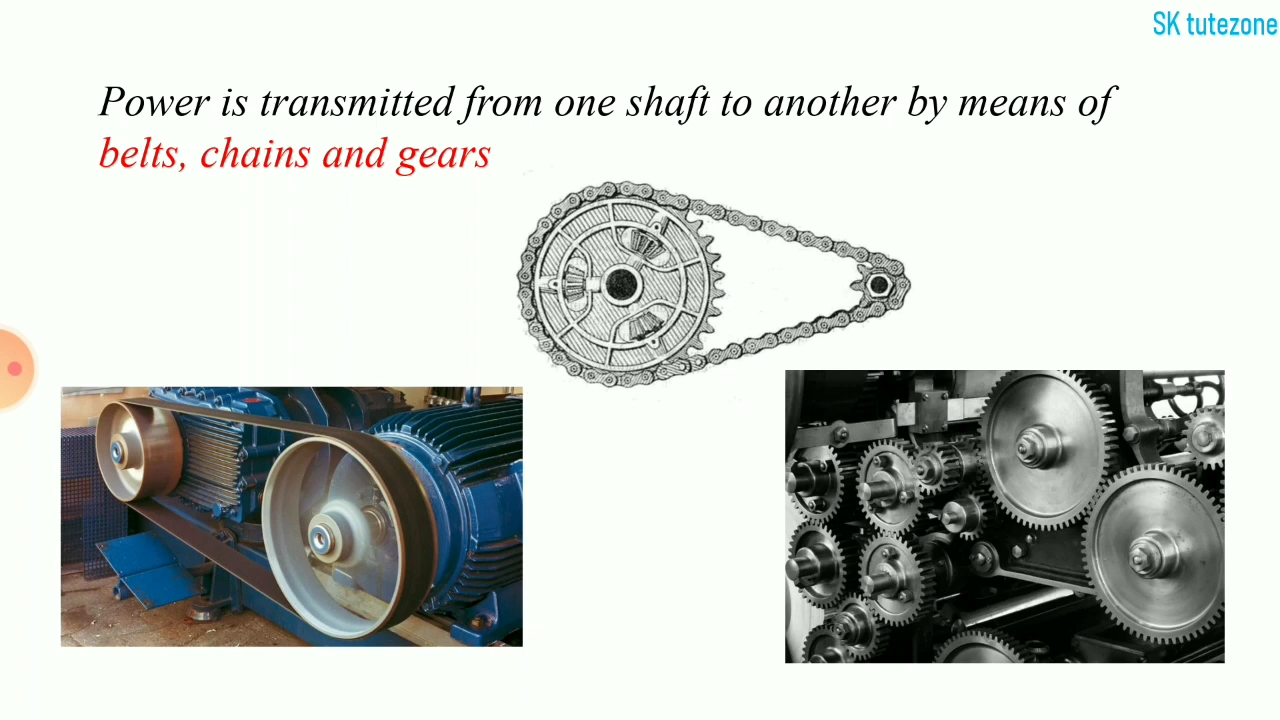 SK tutezone
Power is transmitted from one shaft to another by means of
belts, chains and gears